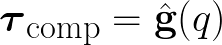 𝝉_comp = 𝐠̂(q)